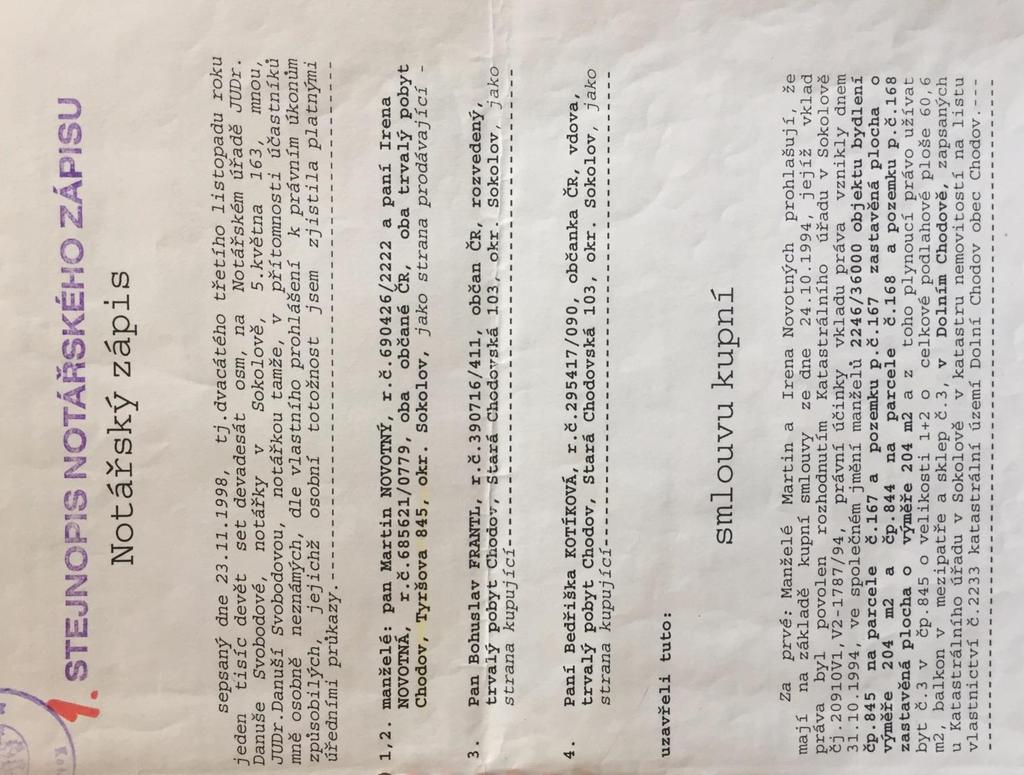 1. STEJNOPIS NOTÁŘSKÉHO ZÁPISU
Notářský zápis
sepsaný dne 23.11.1998, tj.dvacátého třetího listopadu roku
jeden tisíc devět set devadesát osm, na Notářském úřadě JUDr.
Danuše Svobodové, notářky v Sokolově, 5.května 163, mnou,
JUDr.Danuší Svobodovou, notářkou tamže, v přítomnosti účastníků
mně osobně neznámých, dle vlastního prohlášení k právním úkonům
způsobilých, jejichž osobní totožnost jsem zjistila platnými
úředními průkazy.------------------------------
) 1,2. manželé: pan Martin NOVOTNÝ, r.č.690426/2222 a paní Irena
NOVOTNÁ, r.č.685621/0779, oba občané ČR, oba trvalý pobyt
Chodov, Tyršova 845, okr. Sokolov, jako strana prodávající -
3. Pan Bohuslav FRANTL, r.č.390716/411, občan ČR, rozvedený,
trvalý pobyt Chodov, Stará Chodovská 103, okr. Sokolov, jako
strana kupující------------------------------
4. Paní Bedřiška KOTÍKOVÁ, r.č.295417/090, občanka ČR, vdova,
trvalý pobyt Chodov, Stará Chodovská 103, okr. Sokolov, jako
strana kupující------------------------------
uzavřeli tuto:
smlouvu kupní
Za prvé: Manželé Martin a Irena Novotných prohlašují, že
mají na základě kupní smlouvy ze dne 24.10.1994, jejíž vklad
práva byl povolen rozhodnutím Katastrálního úřadu v Sokolově
čj.20910V1,V2-1787/94, právní účinky vkladu práva vznikly dnem
31.10.1994, ve společném jmění manželů 2246/36000 objektu bydlení
čp.845 na parcele č.167 a pozemku p.č.167 zastavěná plocha o
výměře 204 m2 a čp.844 na parcele č.168 a pozemku p.č.168
zastavěná plocha o výměře 204 m2 a z toho plynoucí právo užívat
byt č.3 v čp.845 o velikosti 1+2 o celkové podlahové ploše 60,6
m2, balkon v mezipatře a sklep č.3, v Dolním Chodově, zapsaných
u Katastrálního úřadu v Sokolově v katastru nemovitostí na listu
vlastnictví č.2233 katastrální území Dolní Chodov obec Chodov.---
------------------------------